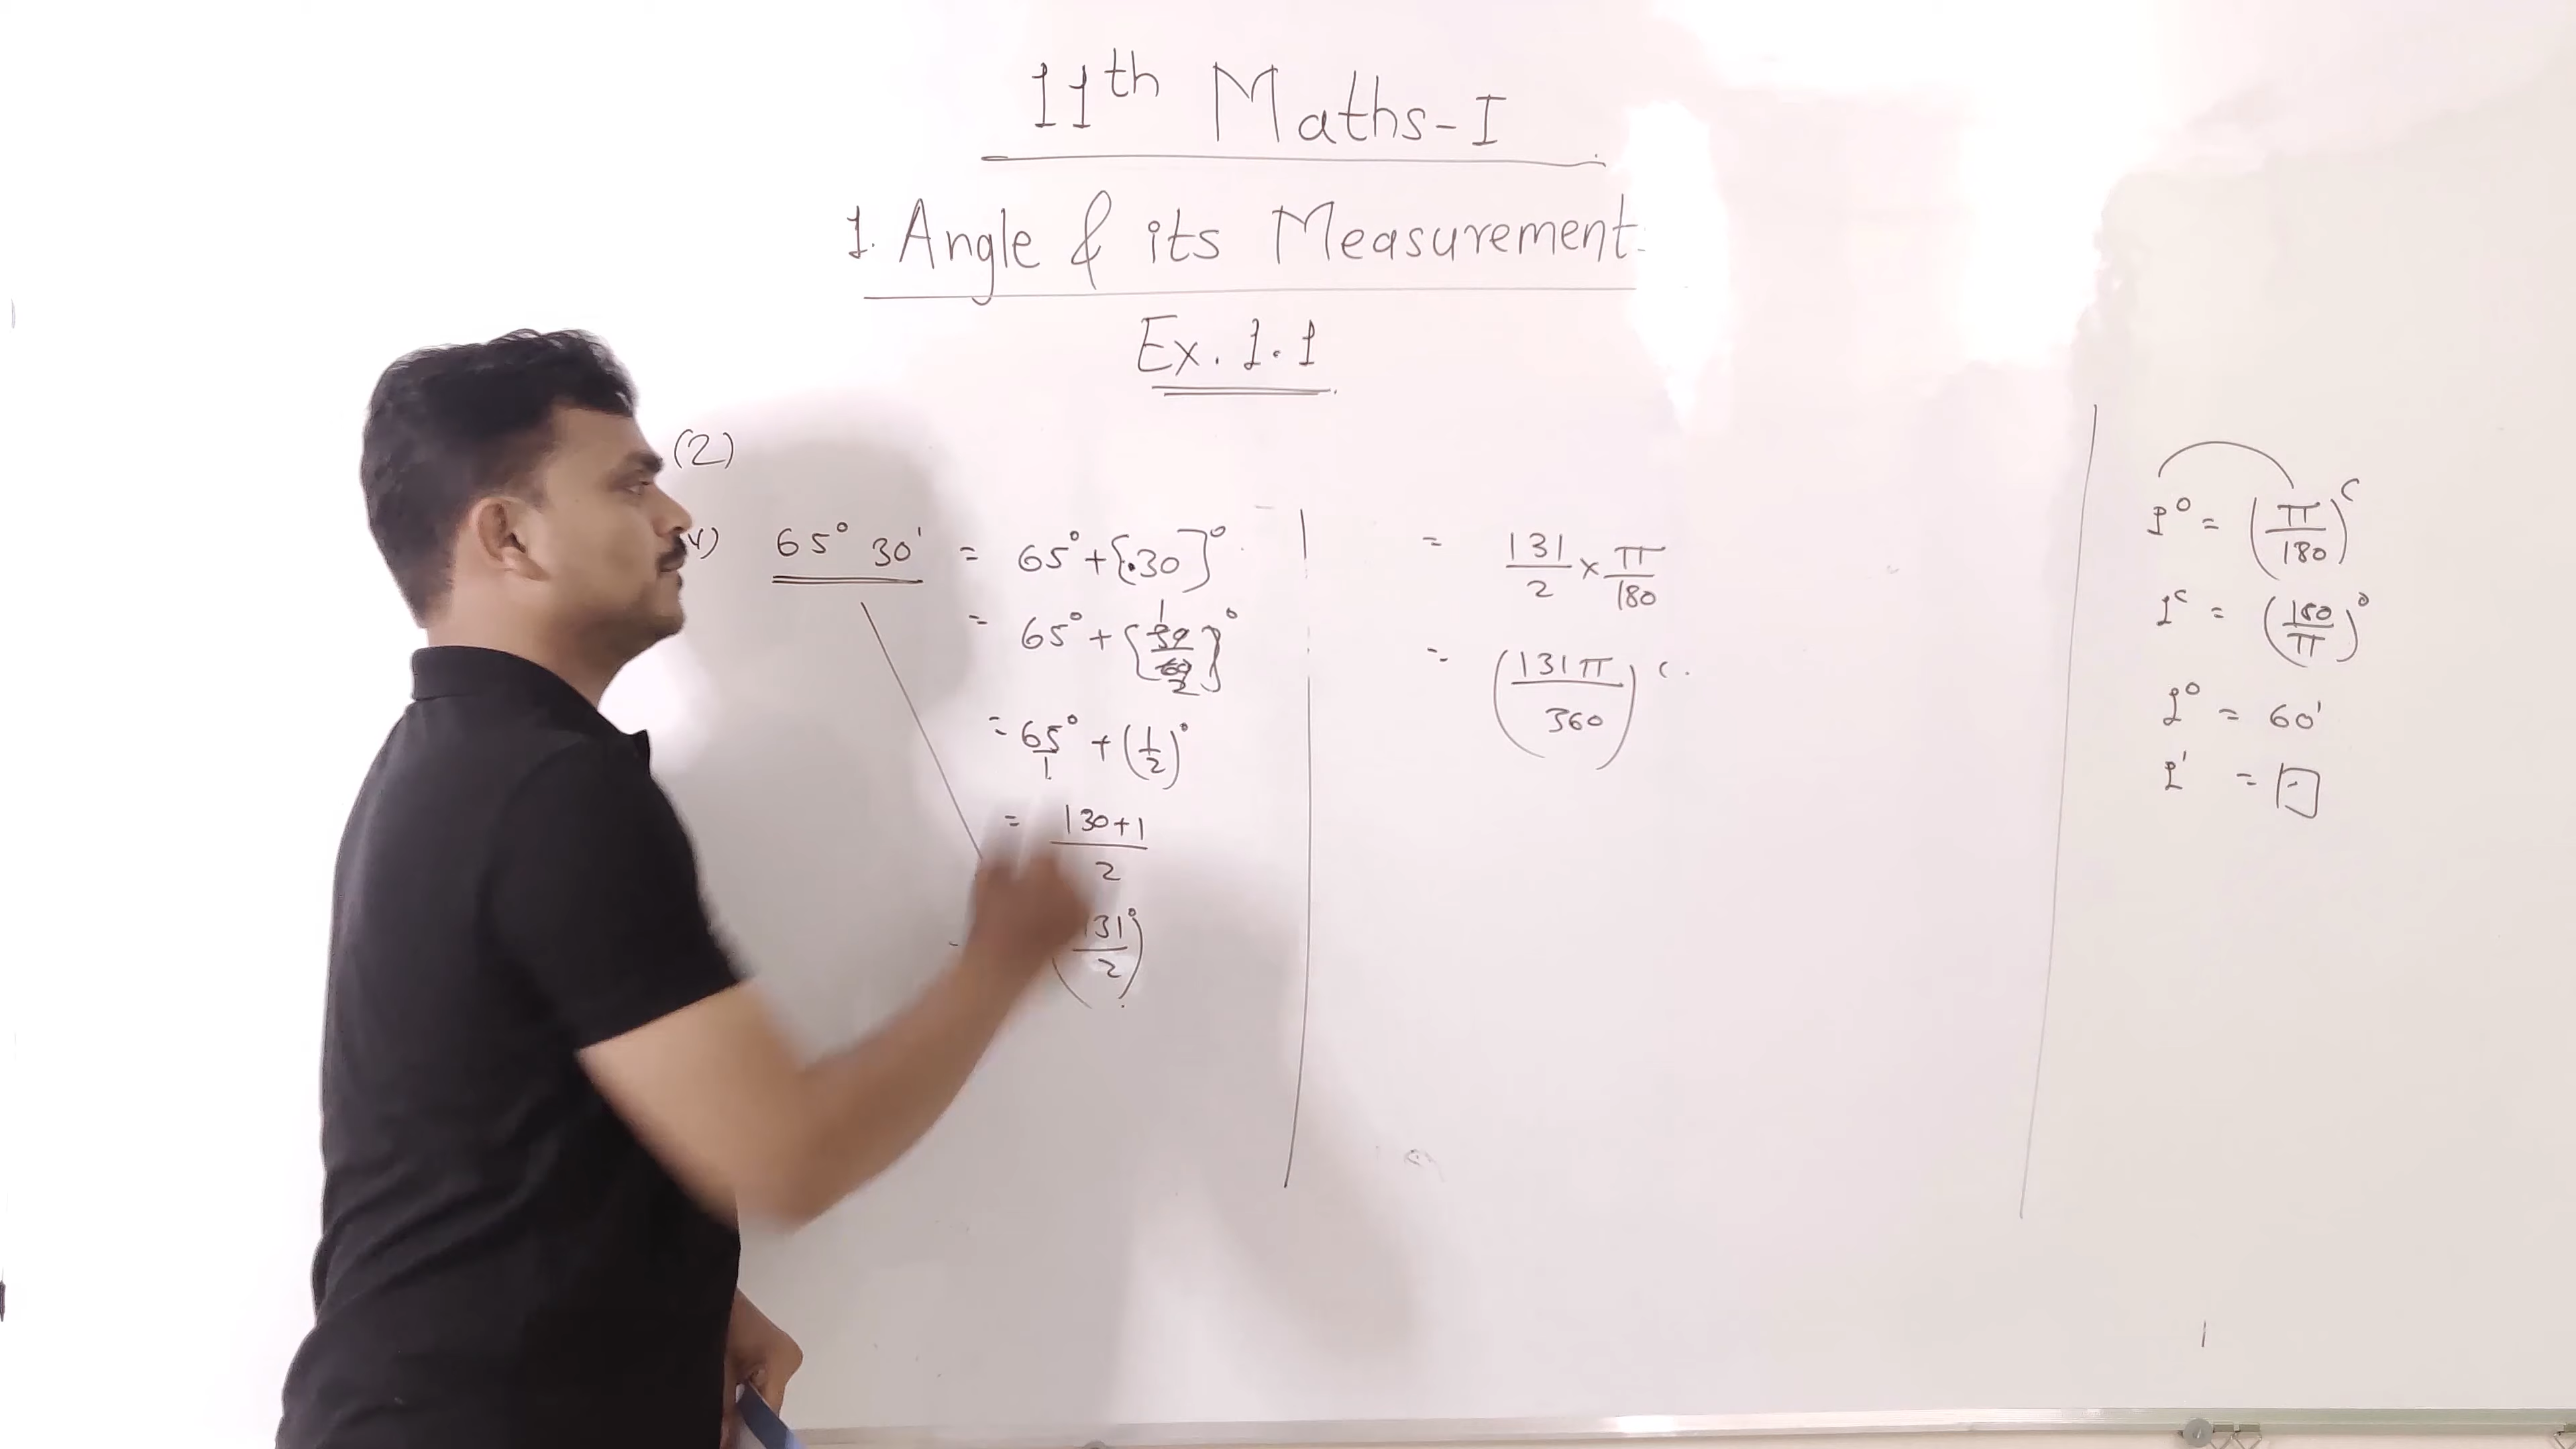 11th Maths-I
1. Angle & its Measurement
Ex. 1.1
(2)
v) 65° 30' = 65° + [.30]°
= 65° + [30/60]°
= 65°/1 + (1/2)°
= 130+1/2
= (131/2)°
= 131/2 × π/180
= (131π/360)c.
1° = (π/180)c
1c = (180/π)°
1° = 60'
1' =